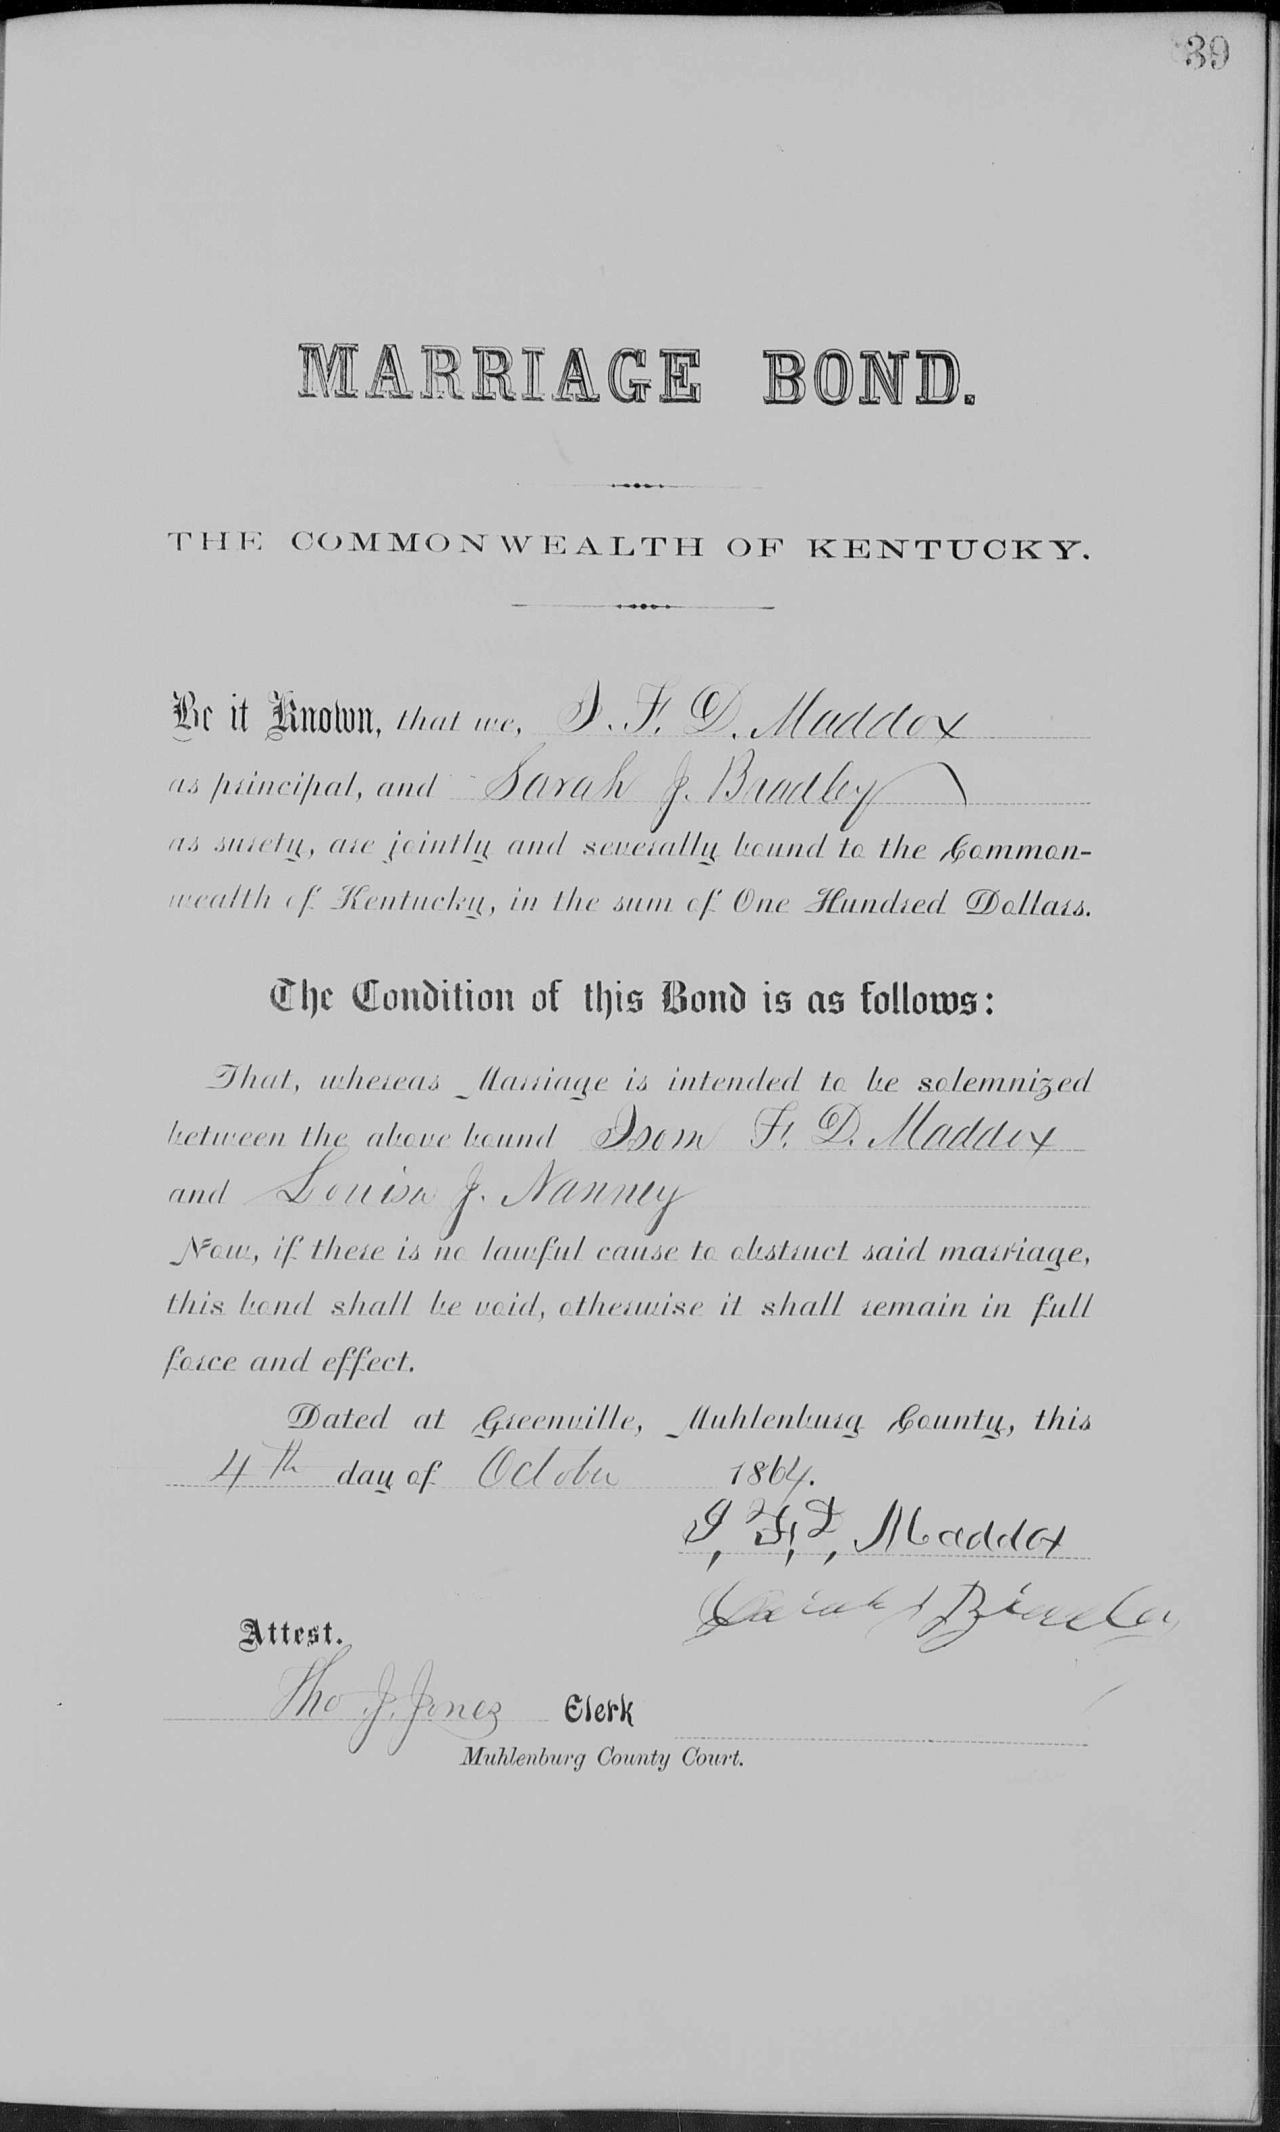 39
MARRIAGE BOND.
THE COMMONWEALTH OF KENTUCKY.
Be it Known, that we, I. F. D. Maddox
as principal, and Sarah J. Bradley
as surety, are jointly and severally bound to the Common-
wealth of Kentucky, in the sum of One Hundred Dollars.
The Condition of this Bond is as follows:
That, whereas Marriage is intended to be solemnized
between the above bound Isom F. D. Maddox
and Louisa J. Nanney
Now, if there is no lawful cause to obstruct said marriage,
this bond shall be void, otherwise it shall remain in full
force and effect.
Dated at Greenville, Muhlenburg County, this
4th day of October 1864.
I, F, D, Maddox
Sarah J
Attest.
Tho J. Jones Clerk
Muhlenburg County Court.